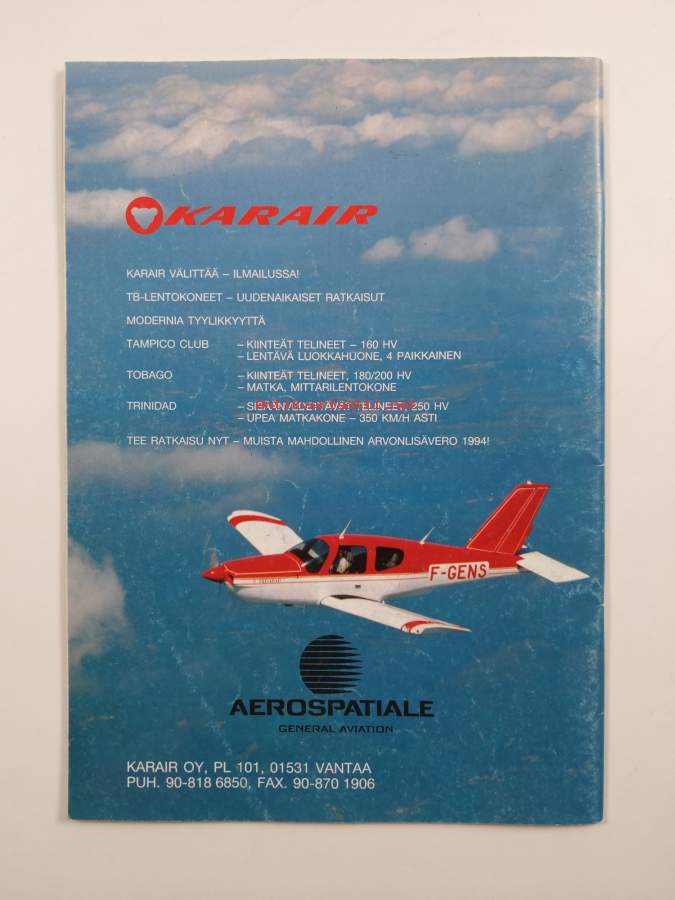 KARAIR
KARAIR VÄLITTÄÄ – ILMAILUSSA!
TB-LENTOKONEET – UUDENAIKAISET RATKAISUT
MODERNIA TYYLIKKYYTTÄ
TAMPICO CLUB – KIINTEÄT TELINEET – 160 HV
– LENTÄVÄ LUOKKAHUONE, 4 PAIKKAINEN
TOBAGO – KIINTEÄT TELINEET, 180/200 HV
– MATKA, MITTARILENTOKONE
TRINIDAD – TELINEET, 250 HV
– UPEA MATKAKONE – 350 KM/H ASTI
TEE RATKAISU NYT – MUISTA MAHDOLLINEN ARVONLISÄVERO 1994!
F-GENS
AEROSPATIALE
GENERAL AVIATION
KARAIR OY, PL 101, 01531 VANTAA
PUH. 90-818 6850, FAX. 90-870 1906